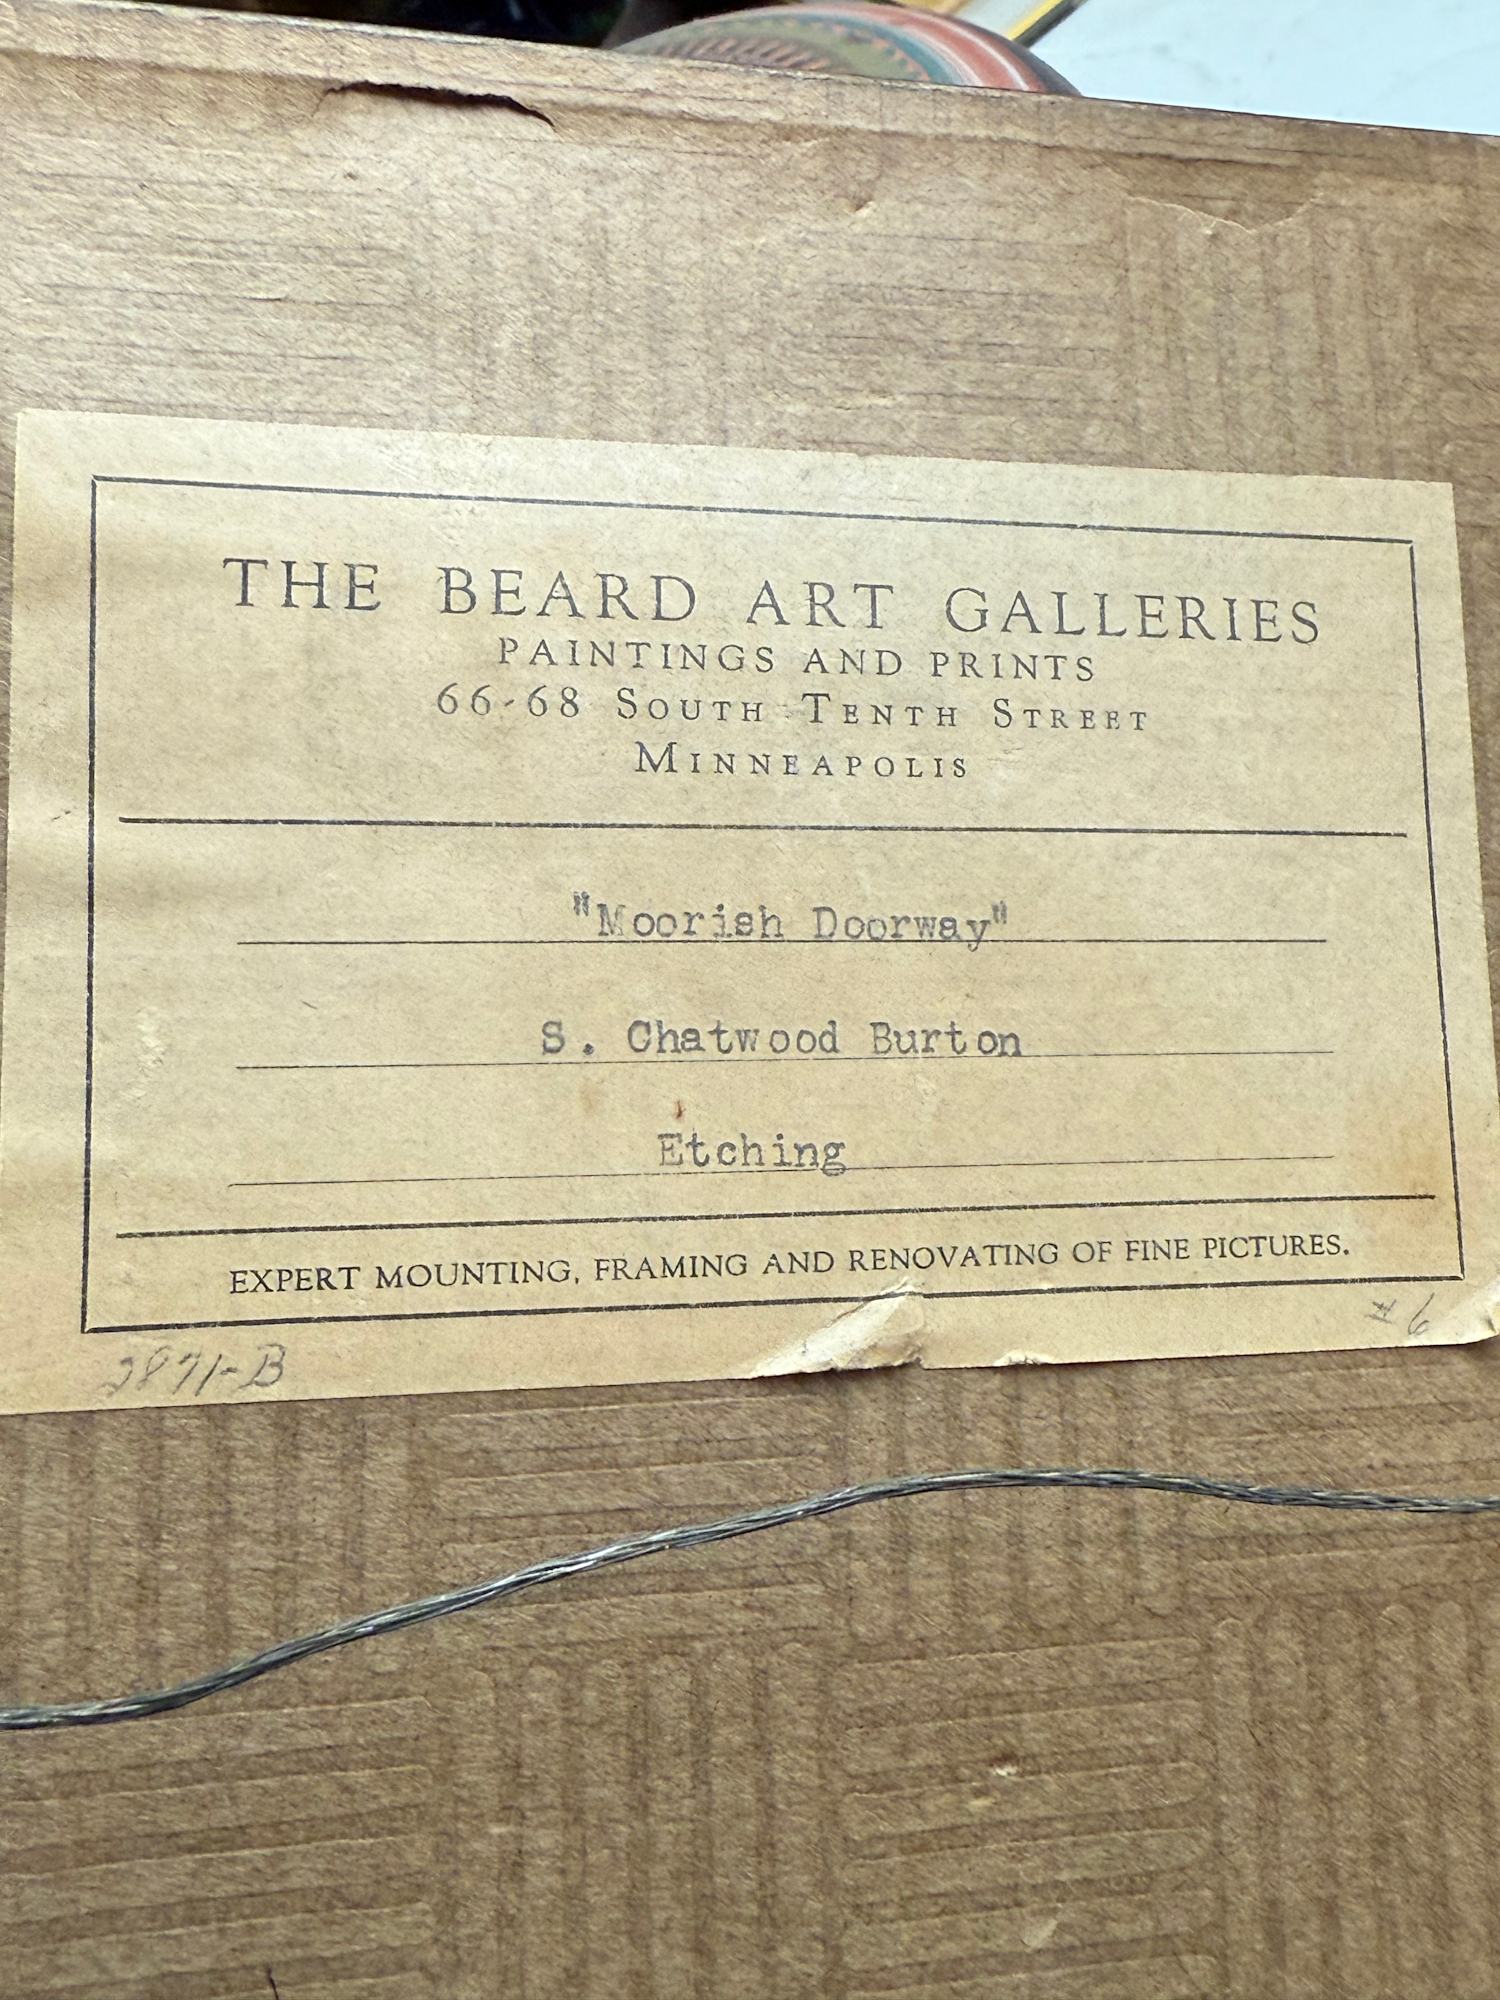 THE BEARD ART GALLERIES
PAINTINGS AND PRINTS
66-68 SOUTH TENTH STREET
MINNEAPOLIS
"Moorish Doorway"
S. Chatwood Burton
Etching
EXPERT MOUNTING, FRAMING AND RENOVATING OF FINE PICTURES.
2871-B
# 6